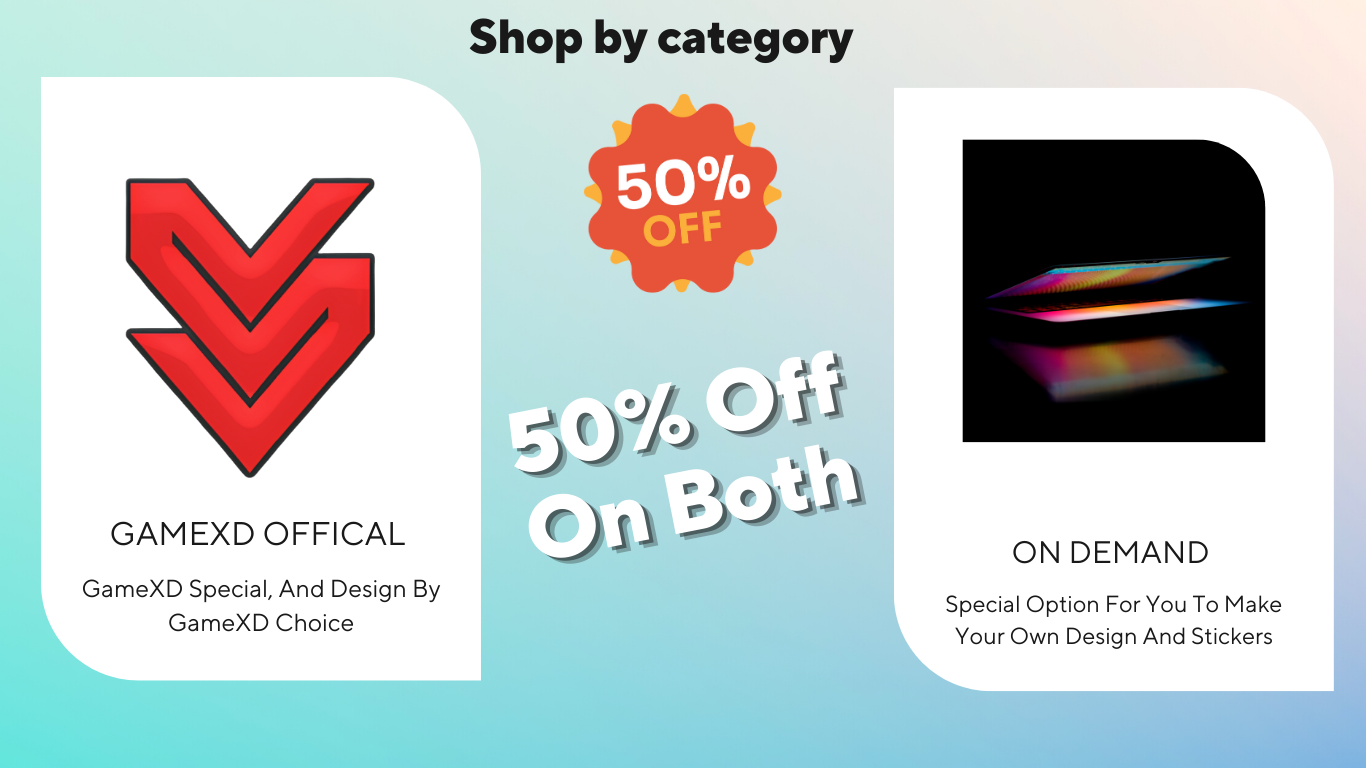 Shop by category
50%
OFF
50% Off
On Both
GAMEXD OFFICAL
GameXD Special, And Design By
GameXD Choice
ON DEMAND
Special Option For You To Make
Your Own Design And Stickers